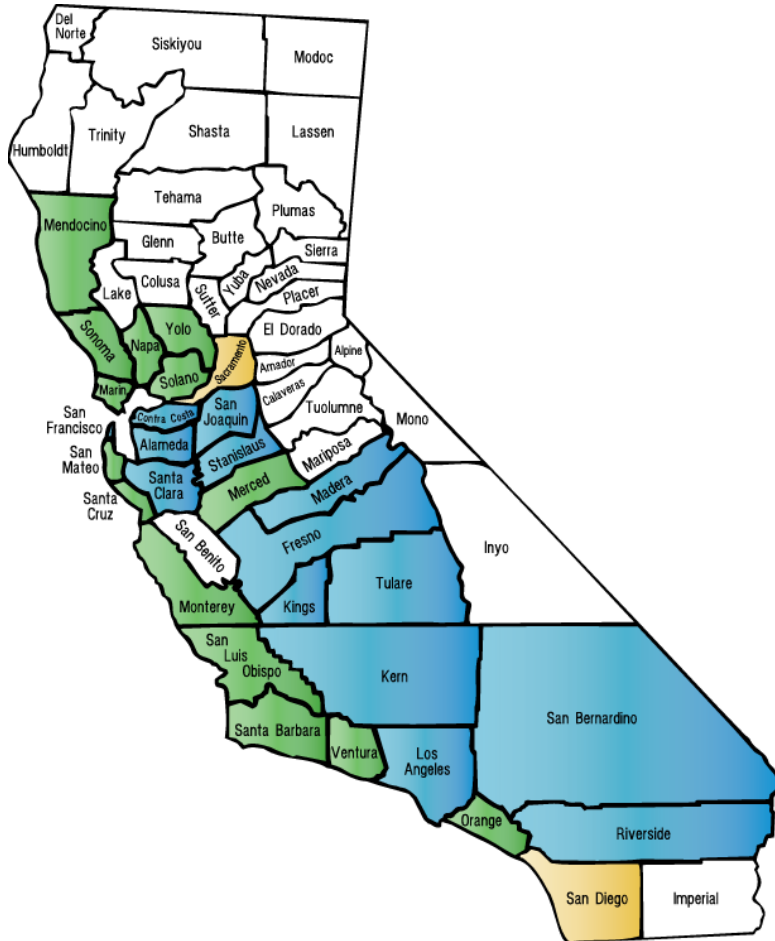 Del
Norte
Siskiyou
Modoc
Humboldt
Trinity
Shasta
Lassen
Tehama
Plumas
Mendocino
Glenn
Butte
Sierra
Lake
Colusa
Sutter
Yuba
Nevada
Placer
Sonoma
Napa
Yolo
El Dorado
Solano
Sacramento
Amador
Alpine
Marin
Calaveras
San
Francisco
Contra Costa
San
Joaquin
Tuolumne
Mono
San
Mateo
Alameda
Stanislaus
Mariposa
Santa
Cruz
Santa
Clara
Merced
Madera
San Benito
Fresno
Inyo
Monterey
Kings
Tulare
San
Luis
Obispo
Kern
San Bernardino
Santa Barbara
Ventura
Los
Angeles
Orange
Riverside
San Diego
Imperial